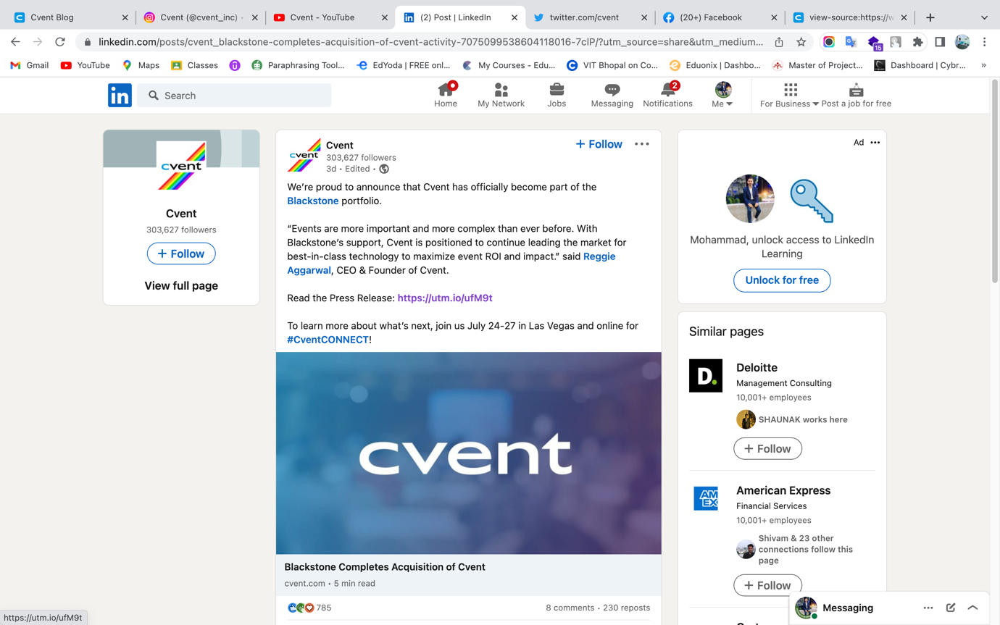 Cvent Blog
Cvent (@cvent_inc)
Cvent - YouTube
(2) Post | LinkedIn
twitter.com/cvent
(20+) Facebook
view-source:https://w
linkedin.com/posts/cvent_blackstone-completes-acquisition-of-cvent-activity-7075099538604118016-7clP/?utm_source=share&utm_medium...
15
Gmail
YouTube
Maps
Classes
Paraphrasing Tool...
EdYoda | FREE onl...
My Courses - Edu...
VIT Bhopal on Co...
Eduonix | Dashbo...
Master of Project...
Dashboard | Cybr...
»
in
Search
Home
My Network
Jobs
Messaging
2
Notifications
Me
For Business
Post a job for free
cvent
Cvent
303,627 followers
+ Follow
View full page
cvent
Cvent
303,627 followers
3d • Edited •
+ Follow
We're proud to announce that Cvent has officially become part of the
Blackstone portfolio.
“Events are more important and more complex than ever before. With
Blackstone's support, Cvent is positioned to continue leading the market for
best-in-class technology to maximize event ROI and impact.” said Reggie
Aggarwal, CEO & Founder of Cvent.
Read the Press Release: https://utm.io/ufM9t
To learn more about what's next, join us July 24-27 in Las Vegas and online for
#CventCONNECT!
cvent
Blackstone Completes Acquisition of Cvent
cvent.com • 5 min read
785
8 comments • 230 reposts
Ad
Mohammad, unlock access to LinkedIn
Learning
Unlock for free
Similar pages
D.
Deloitte
Management Consulting
10,001+ employees
SHAUNAK works here
+ Follow
AM
EX
American Express
Financial Services
10,001+ employees
Shivam & 23 other
connections follow this
page
+ Follow
Messaging
https://utm.io/ufM9t